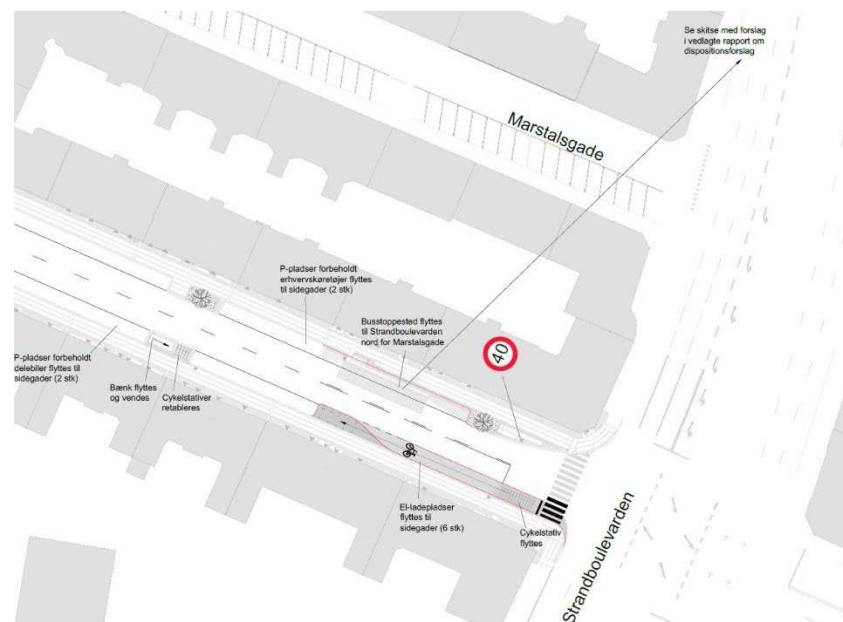 Se skitse med forslag
i vedlagte rapport om
dispositionsforslag
Marstalsgade
P-pladser forbeholdt
erhvervskøretøjer flyttes
til sidegader (2 stk)
Busstoppested flyttes
til Strandboulevarden
nord for Marstalsgade
40
P-pladser forbeholdt
delebiler flyttes til
sidegader (2 stk)
Bænk flyttes
og vendes
Cykelstativer
retableres
El-ladepladser
flyttes til
sidegader (6 stk)
Cykelstativ
flyttes
Strandboulevarden